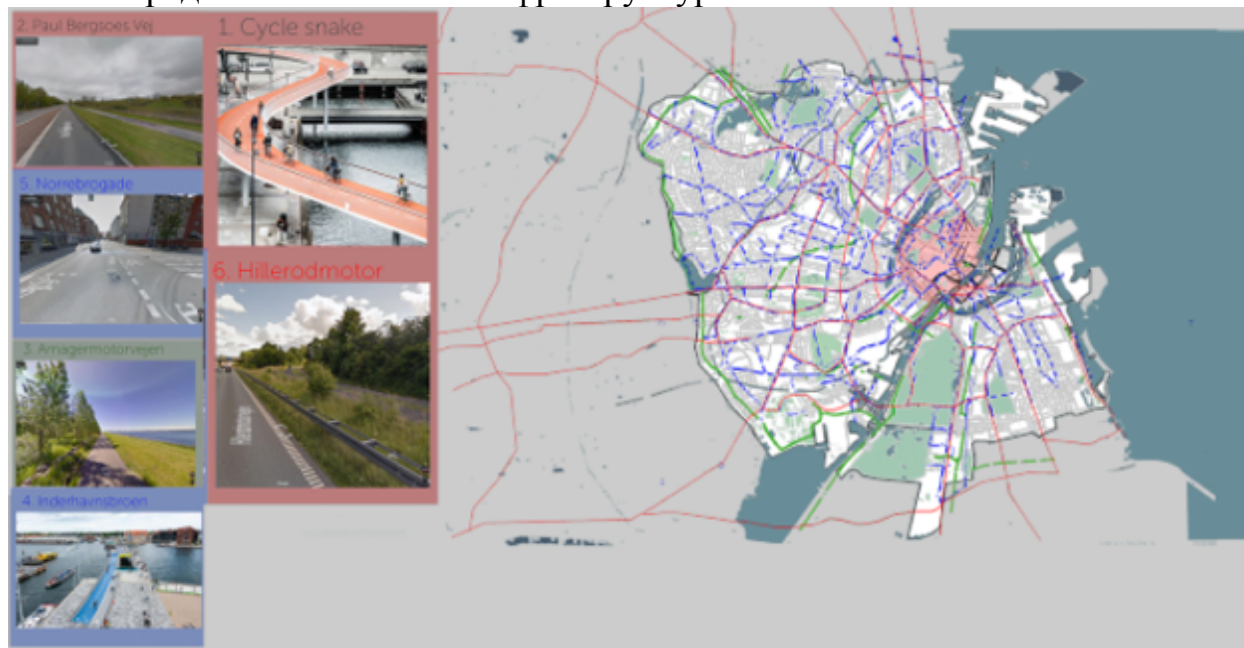 2. Paul Bergsoes Vej
1. Cycle snake
5. Norrebrogade
6. Hillerodmotor
3. Amagermotorvejen
4. Inderhavnsbroen